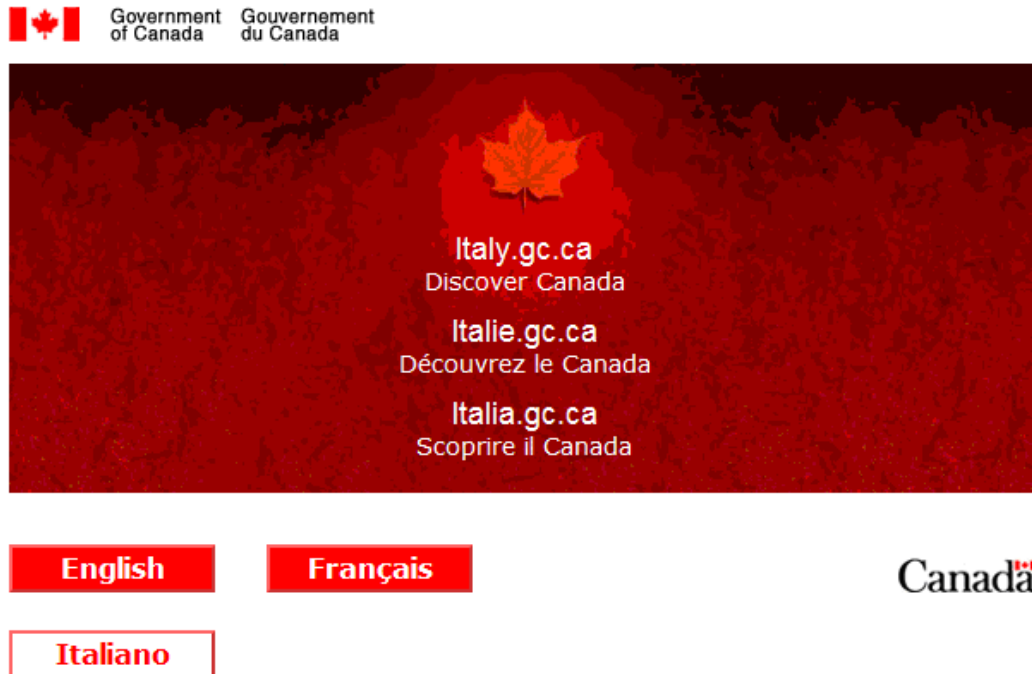 Government Gouvernement
of Canada du Canada
Italy.gc.ca
Discover Canada
Italie.gc.ca
Découvrez le Canada
Italia.gc.ca
Scoprire il Canada
English Français
Canada
Italiano